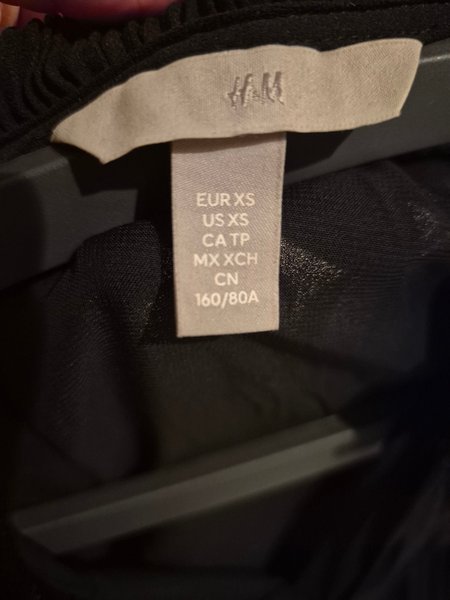 H&M
EUR XS
US XS
CA TP
MX XCH
CN
160/80A